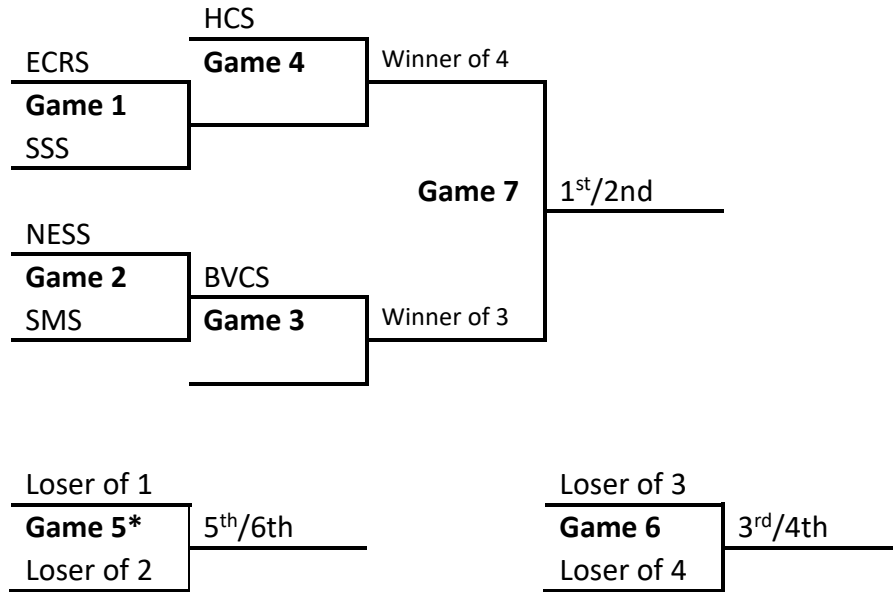 HCS
ECRS
Game 4
Winner of 4
Game 1
SSS
Game 7
1st/2nd
NESS
Game 2
BVCS
SMS
Game 3
Winner of 3
Loser of 1
Loser of 3
Game 5*
5th/6th
Game 6
3rd/4th
Loser of 2
Loser of 4